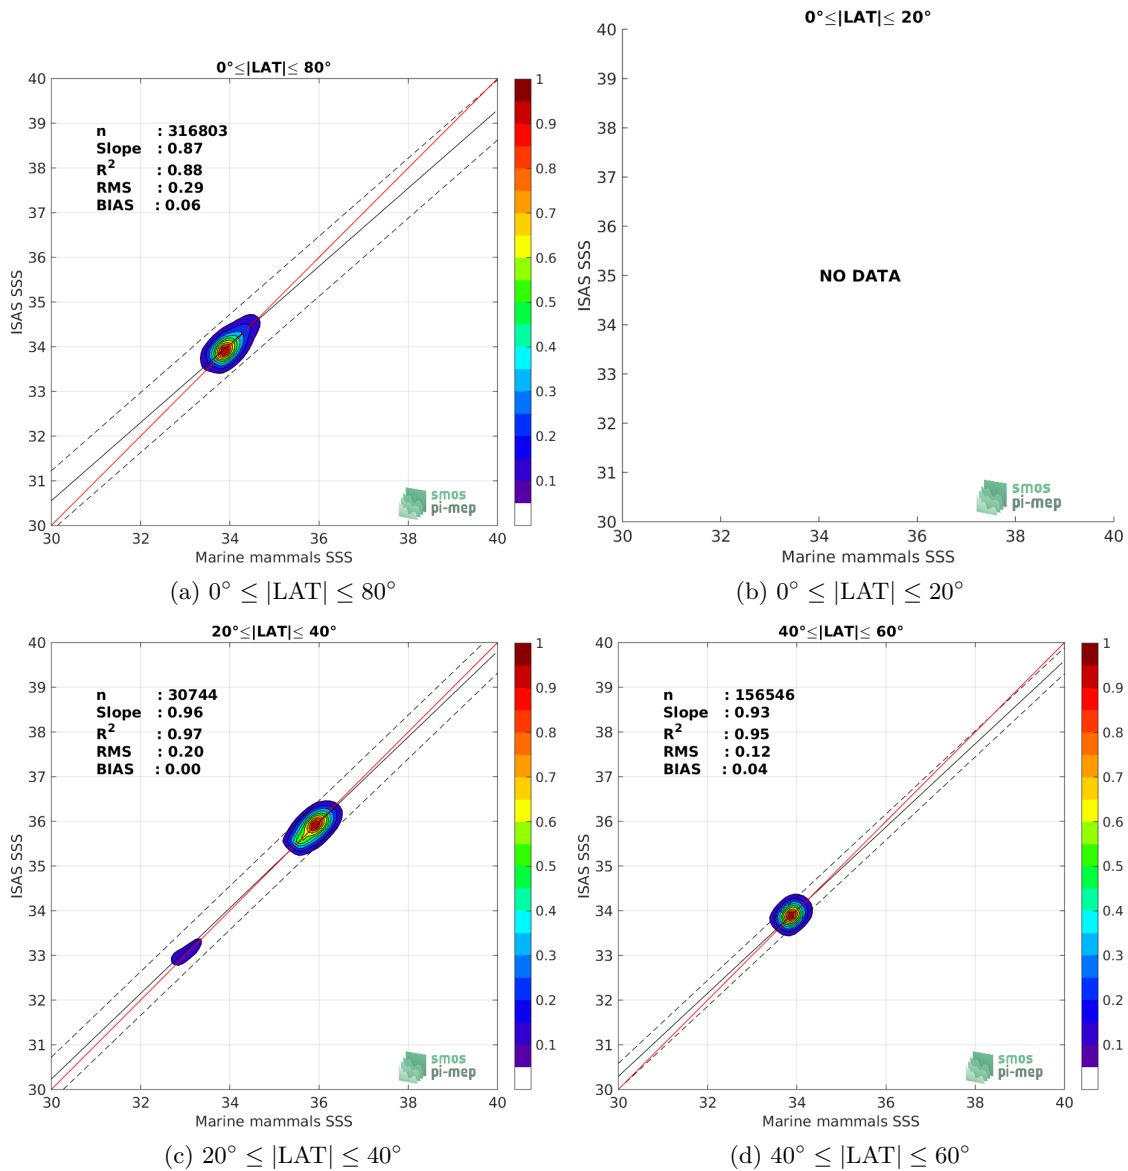 0°≤|LAT|≤ 80°
n : 316803
Slope : 0.87
R² : 0.88
RMS : 0.29
BIAS : 0.06
ISAS SSS
40
39
38
37
36
35
34
33
32
31
30
30 32 34 36 38 40
Marine mammals SSS
1
0.9
0.8
0.7
0.6
0.5
0.4
0.3
0.2
0.1
smos
pi-mep
(a) 0° ≤ |LAT| ≤ 80°
0°≤|LAT|≤ 20°
ISAS SSS
40
39
38
37
36
35
34
33
32
31
30
NO DATA
30 32 34 36 38 40
Marine mammals SSS
smos
pi-mep
(b) 0° ≤ |LAT| ≤ 20°
20°≤|LAT|≤ 40°
n : 30744
Slope : 0.96
R² : 0.97
RMS : 0.20
BIAS : 0.00
ISAS SSS
40
39
38
37
36
35
34
33
32
31
30
30 32 34 36 38 40
Marine mammals SSS
1
0.9
0.8
0.7
0.6
0.5
0.4
0.3
0.2
0.1
smos
pi-mep
(c) 20° ≤ |LAT| ≤ 40°
40°≤|LAT|≤ 60°
n : 156546
Slope : 0.93
R² : 0.95
RMS : 0.12
BIAS : 0.04
ISAS SSS
40
39
38
37
36
35
34
33
32
31
30
30 32 34 36 38 40
Marine mammals SSS
1
0.9
0.8
0.7
0.6
0.5
0.4
0.3
0.2
0.1
smos
pi-mep
(d) 40° ≤ |LAT| ≤ 60°